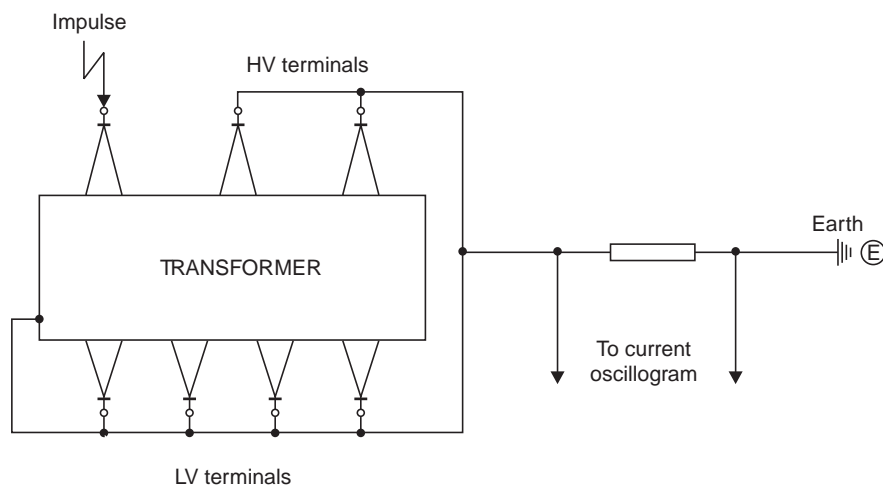 Impulse
HV terminals
TRANSFORMER
Earth
E
To current
oscillogram
LV terminals